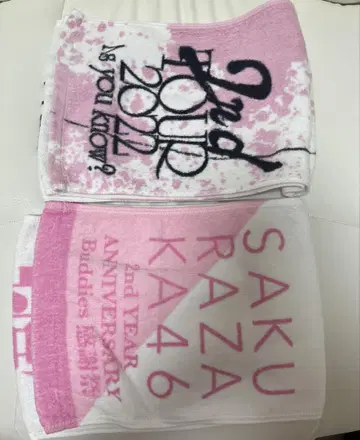 2nd
TOUR
2022
As you know?
SAKU
RAZA
KA46
2nd YEAR
ANNIVERSARY
Buddies 感謝祭